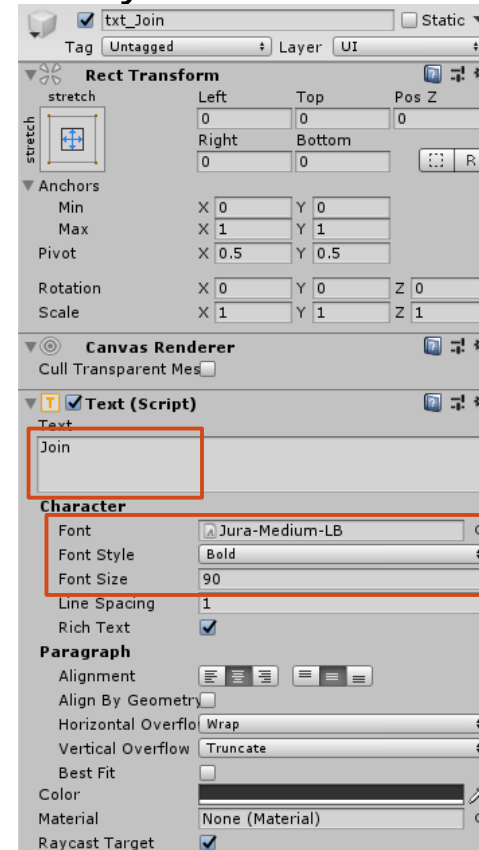 txt_Join Static
Tag Untagged Layer UI
Rect Transform
stretch Left Top Pos Z
0 0 0
stretch
Right Bottom
0 0 R
Anchors
Min X 0 Y 0
Max X 1 Y 1
Pivot X 0.5 Y 0.5
Rotation X 0 Y 0 Z 0
Scale X 1 Y 1 Z 1
Canvas Renderer
Cull Transparent Mes
T Text (Script)
Text
Join
Character
Font Jura-Medium-LB
Font Style Bold
Font Size 90
Line Spacing 1
Rich Text
Paragraph
Alignment
Align By Geometry
Horizontal Overflo Wrap
Vertical Overflow Truncate
Best Fit
Color
Material None (Material)
Raycast Target